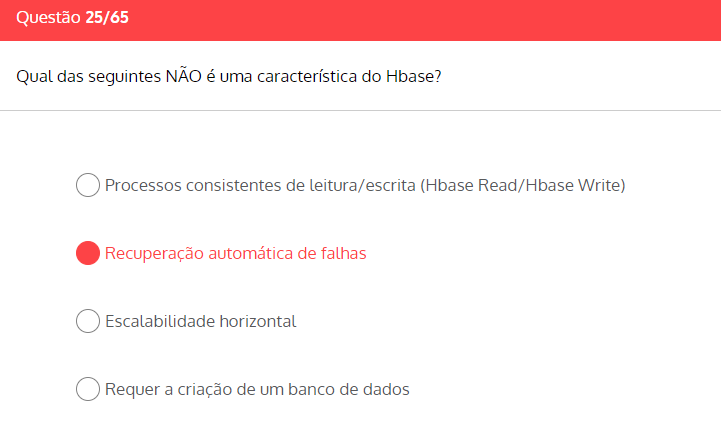 Questão 25/65
Qual das seguintes NÃO é uma característica do Hbase?
Processos consistentes de leitura/escrita (Hbase Read/Hbase Write)
Recuperação automática de falhas
Escalabilidade horizontal
Requer a criação de um banco de dados